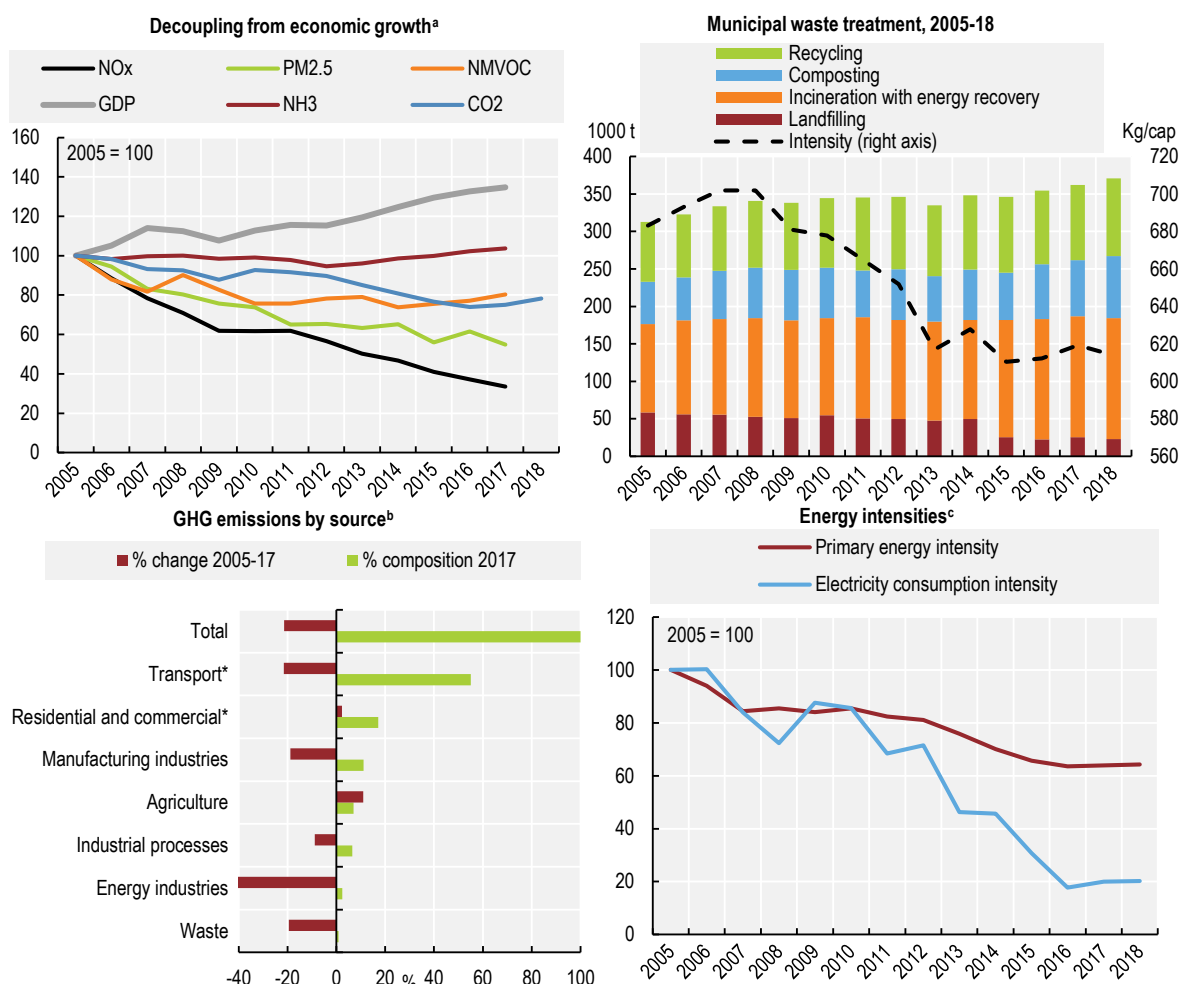 Decoupling from economic growthᵃ
NOx PM2.5 NMVOC
GDP NH3 CO2
2005 = 100
160
140
120
100
80
60
40
20
0
2005 2006 2007 2008 2009 2010 2011 2012 2013 2014 2015 2016 2017 2018
Municipal waste treatment, 2005-18
Recycling
Composting
Incineration with energy recovery
Landfilling
Intensity (right axis)
1000 t
Kg/cap
400
350
300
250
200
150
100
50
0
720
700
680
660
640
620
600
580
560
2005 2006 2007 2008 2009 2010 2011 2012 2013 2014 2015 2016 2017 2018
GHG emissions by sourceᵇ
% change 2005-17 % composition 2017
Total
Transport*
Residential and commercial*
Manufacturing industries
Agriculture
Industrial processes
Energy industries
Waste
-40 -20 0 20 40 60 80 100
%
Energy intensitiesᶜ
Primary energy intensity
Electricity consumption intensity
2005 = 100
120
100
80
60
40
20
0
2005 2006 2007 2008 2009 2010 2011 2012 2013 2014 2015 2016 2017 2018